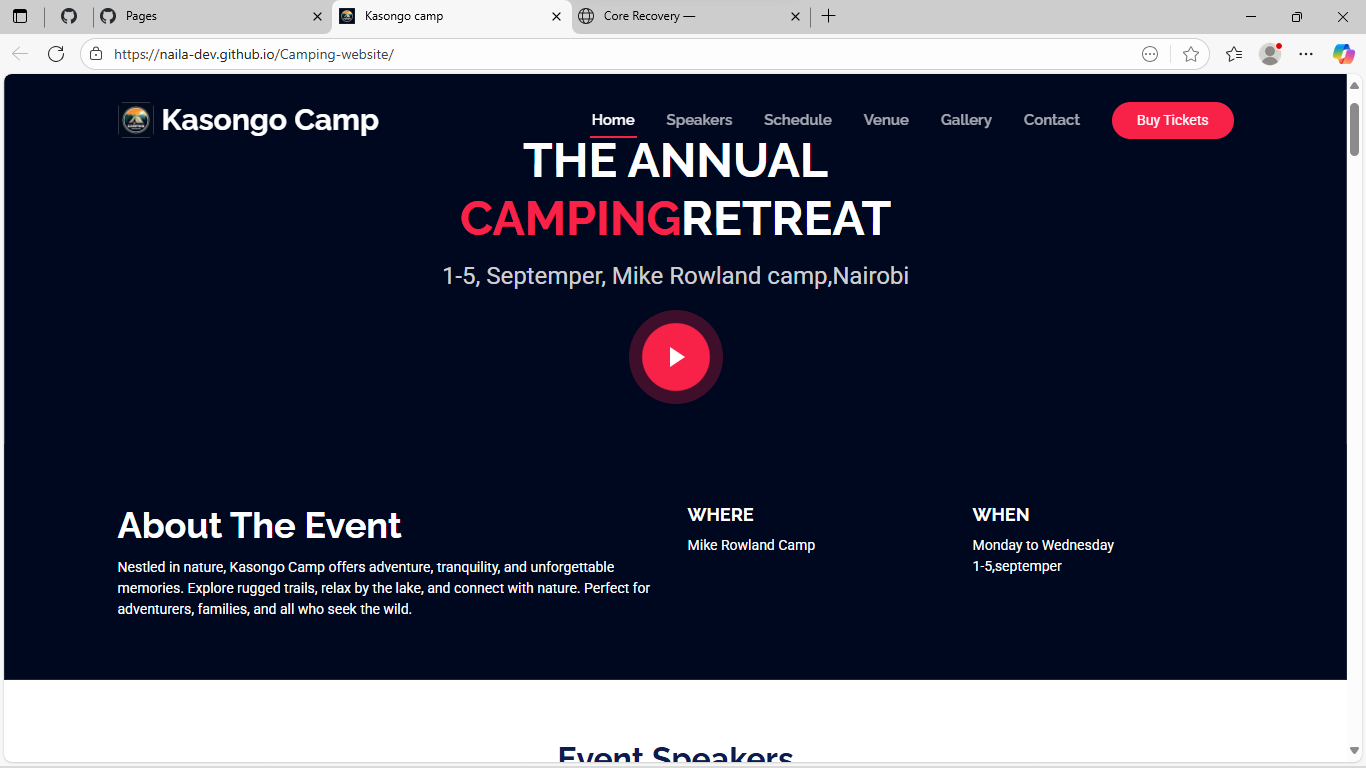 Pages
Kasongo camp
Core Recovery —
https://naila-dev.github.io/Camping-website/
Kasongo Camp
Home
Speakers
Schedule
Venue
Gallery
Contact
Buy Tickets
THE ANNUAL
CAMPINGRETREAT
1-5, Septemper, Mike Rowland camp,Nairobi
About The Event
Nestled in nature, Kasongo Camp offers adventure, tranquility, and unforgettable
memories. Explore rugged trails, relax by the lake, and connect with nature. Perfect for
adventurers, families, and all who seek the wild.
WHERE
Mike Rowland Camp
WHEN
Monday to Wednesday
1-5,septemper
Event Speakers